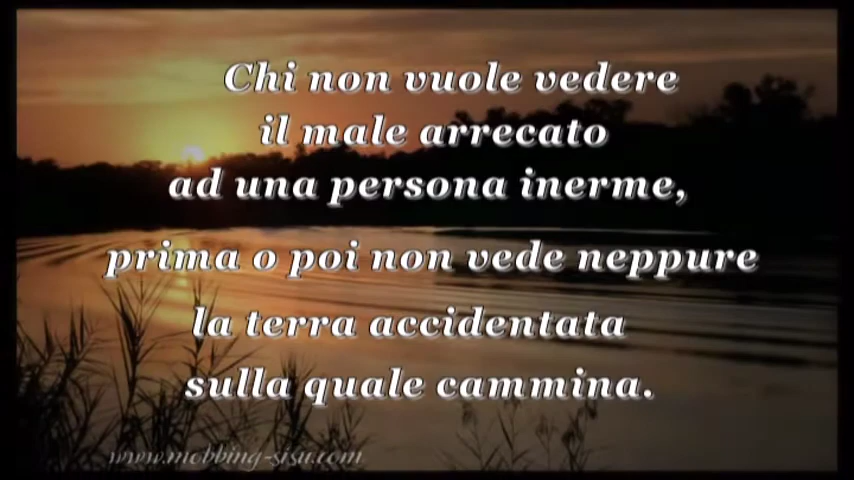 Chi non vuole vedere
il male arrecato
ad una persona inerme,
prima o poi non vede neppure
la terra accidentata
sulla quale cammina.
www.mobbing-sisu.com